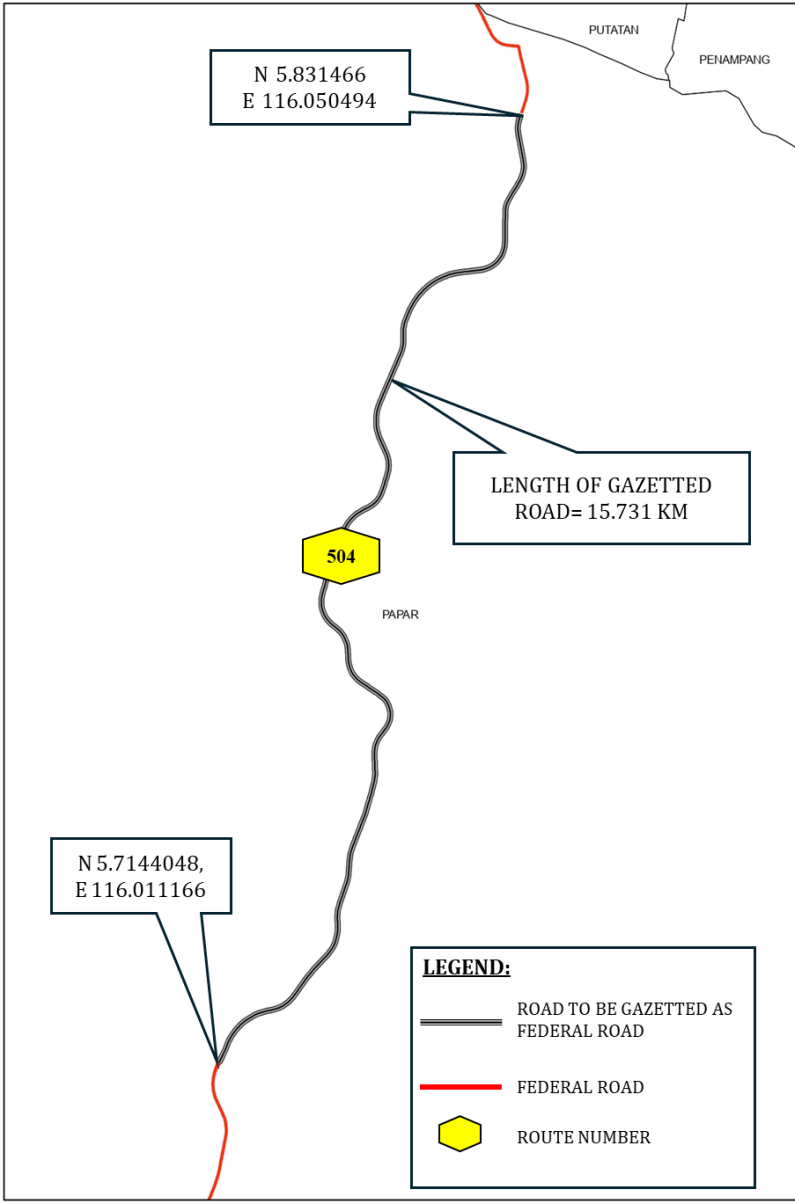 PUTATAN
PENAMPANG
N 5.831466
E 116.050494
LENGTH OF GAZETTED
ROAD= 15.731 KM
504
PAPAR
N 5.7144048,
E 116.011166
LEGEND:
ROAD TO BE GAZETTED AS
FEDERAL ROAD
FEDERAL ROAD
ROUTE NUMBER